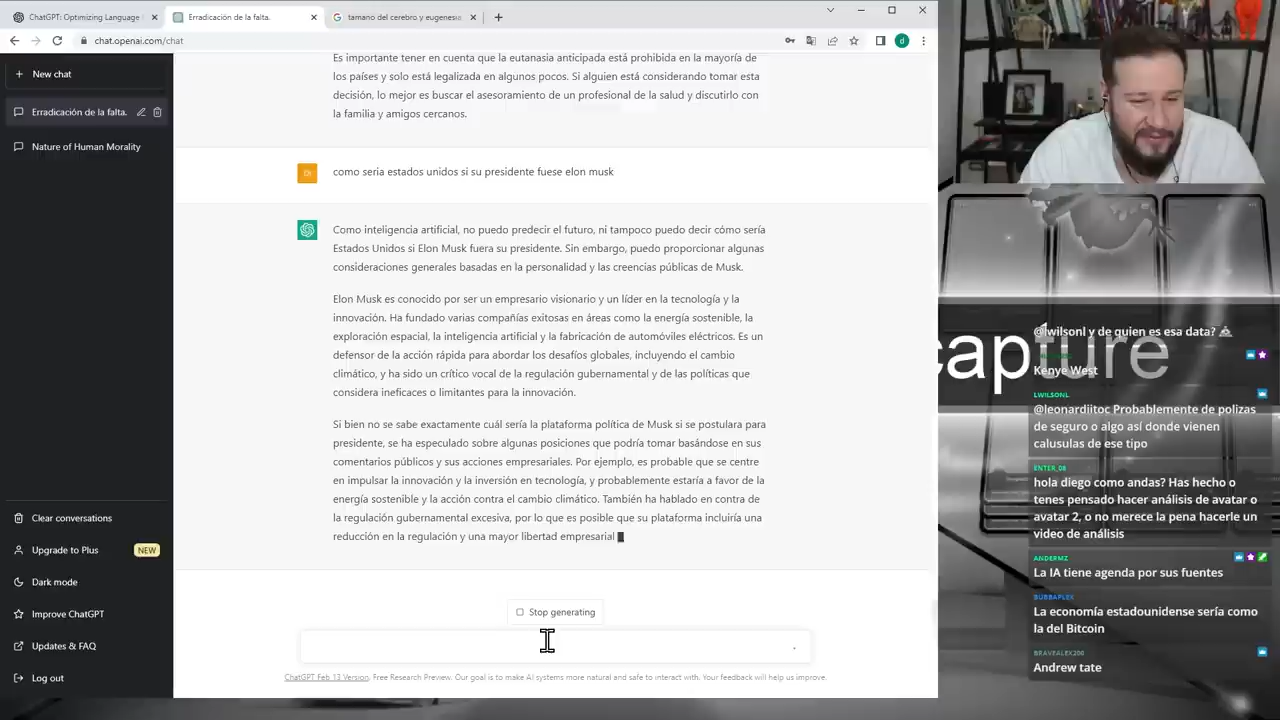 ChatGPT: Optimizing Language
Erradicación de la falta.
tamano del cerebro y eugenesia
chat.openai.com/chat
New chat
Erradicación de la falta.
Nature of Human Morality
Clear conversations
Upgrade to Plus NEW
Dark mode
Improve ChatGPT
Updates & FAQ
Log out
Es importante tener en cuenta que la eutanasia anticipada está prohibida en la mayoría de
los países y solo está legalizada en algunos pocos. Si alguien está considerando tomar esta
decisión, lo mejor es buscar el asesoramiento de un profesional de la salud y discutirlo con
la familia y amigos cercanos.
DI
como seria estados unidos si su presidente fuese elon musk
Como inteligencia artificial, no puedo predecir el futuro, ni tampoco puedo decir cómo sería
Estados Unidos si Elon Musk fuera su presidente. Sin embargo, puedo proporcionar algunas
consideraciones generales basadas en la personalidad y las creencias públicas de Musk.
Elon Musk es conocido por ser un empresario visionario y un líder en la tecnología y la
innovación. Ha fundado varias compañías exitosas en áreas como la energía sostenible, la
exploración espacial, la inteligencia artificial y la fabricación de automóviles eléctricos. Es un
defensor de la acción rápida para abordar los desafíos globales, incluyendo el cambio
climático, y ha sido un crítico vocal de la regulación gubernamental y de las políticas que
considera ineficaces o limitantes para la innovación.
Si bien no se sabe exactamente cuál sería la plataforma política de Musk si se postulara para
presidente, se ha especulado sobre algunas posiciones que podría tomar basándose en sus
comentarios públicos y sus acciones empresariales. Por ejemplo, es probable que se centre
en impulsar la innovación y la inversión en tecnología, y probablemente estaría a favor de la
energía sostenible y la acción contra el cambio climático. También ha hablado en contra de
la regulación gubernamental excesiva, por lo que es posible que su plataforma incluiría una
reducción en la regulación y una mayor libertad empresarial
Stop generating
ChatGPT Feb 13 Version. Free Research Preview. Our goal is to make AI systems more natural and safe to interact with. Your feedback will help us improve.
d
capture
@lwilsonl y de quien es esa data?
Kenye West
LWILSONL
@leonardiitoc Probablemente de polizas
de seguro o algo así donde vienen
calusulas de ese tipo
ENTER_08
hola diego como andas? Has hecho o
tenes pensado hacer análisis de avatar o
avatar 2, o no merece la pena hacerle un
video de análisis
ANDERMZ
La IA tiene agenda por sus fuentes
BUBBAFLEX
La economía estadounidense sería como
la del Bitcoin
BRAVEALEX200
Andrew tate